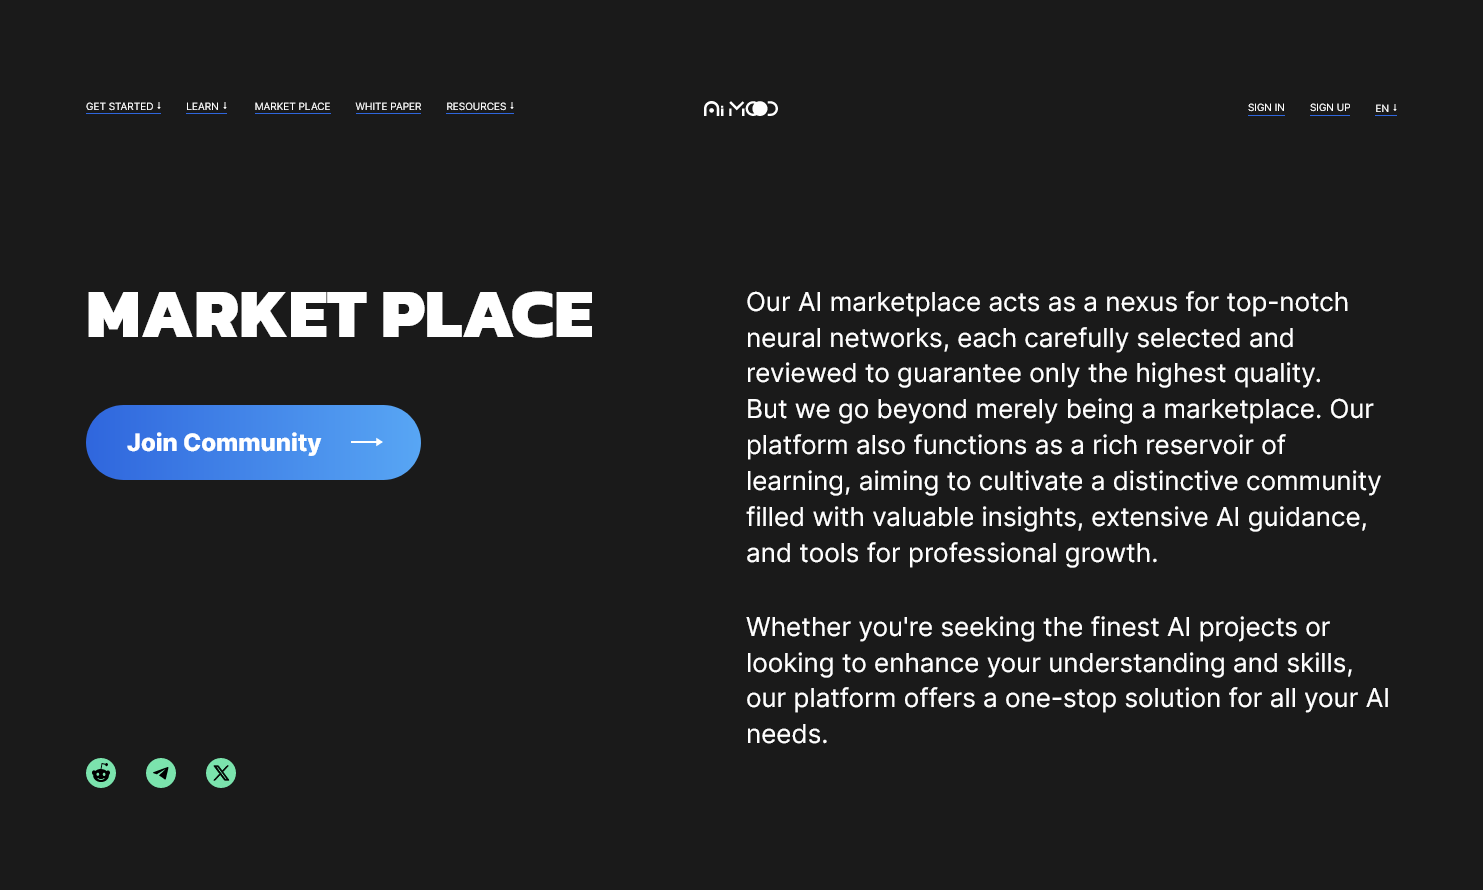 GET STARTED ↓ LEARN ↓ MARKET PLACE WHITE PAPER RESOURCES ↓
Ai MOOD
SIGN IN SIGN UP EN ↓
MARKET PLACE
Join Community →
Our AI marketplace acts as a nexus for top-notch
neural networks, each carefully selected and
reviewed to guarantee only the highest quality.
But we go beyond merely being a marketplace. Our
platform also functions as a rich reservoir of
learning, aiming to cultivate a distinctive community
filled with valuable insights, extensive AI guidance,
and tools for professional growth.
Whether you're seeking the finest AI projects or
looking to enhance your understanding and skills,
our platform offers a one-stop solution for all your AI
needs.